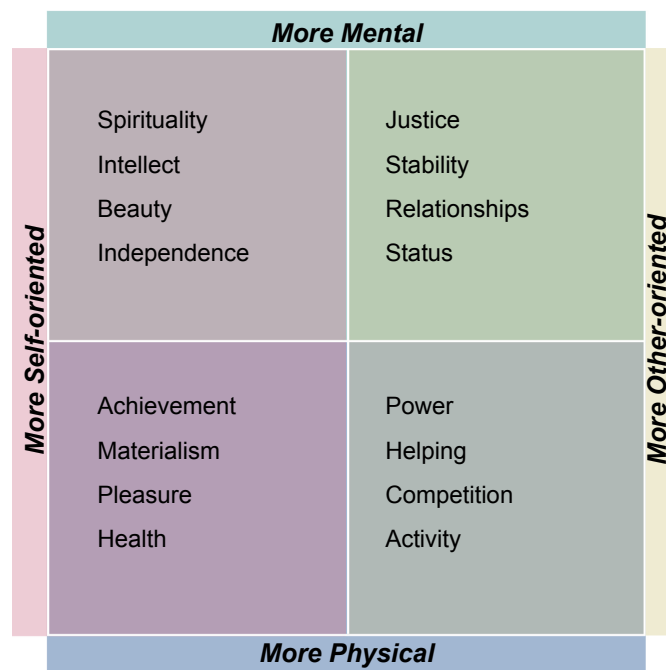 More Mental
More Self-oriented
Spirituality
Intellect
Beauty
Independence
Justice
Stability
Relationships
Status
More Other-oriented
Achievement
Materialism
Pleasure
Health
Power
Helping
Competition
Activity
More Physical